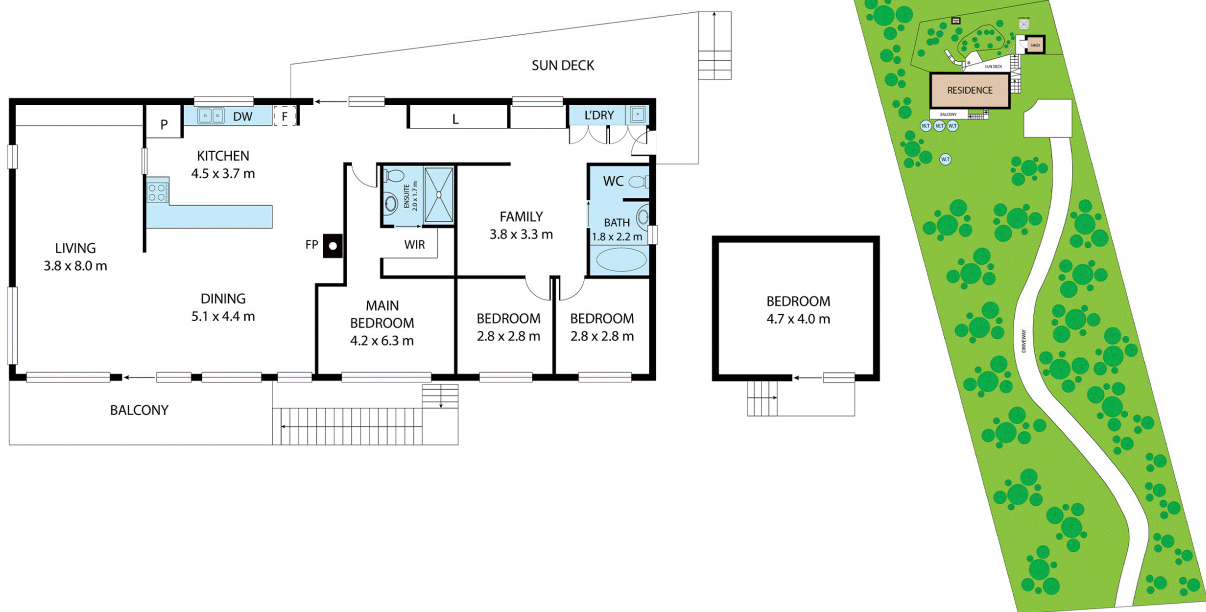 SUN DECK
P
DW
F
L
L'DRY
KITCHEN
4.5 x 3.7 m
ENSUITE
2.0 x 1.7 m
WC
LIVING
3.8 x 8.0 m
FP
WIR
FAMILY
3.8 x 3.3 m
BATH
1.8 x 2.2 m
DINING
5.1 x 4.4 m
MAIN
BEDROOM
4.2 x 6.3 m
BEDROOM
2.8 x 2.8 m
BEDROOM
2.8 x 2.8 m
BALCONY
BEDROOM
4.7 x 4.0 m
SHED
SUN DECK
RESIDENCE
BALCONY
W.T
W.T
W.T
W.T
DRIVEWAY